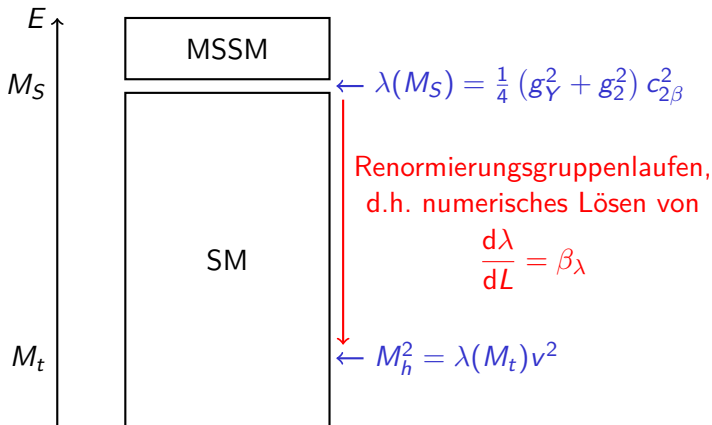 E
MSSM
M_S
← λ(M_S) = 1/4 (g_Y^2 + g_2^2) c_{2β}^2
Renormierungsgruppenlaufen,
d.h. numerisches Lösen von
dλ/dL = β_λ
SM
M_t
← M_h^2 = λ(M_t)v^2